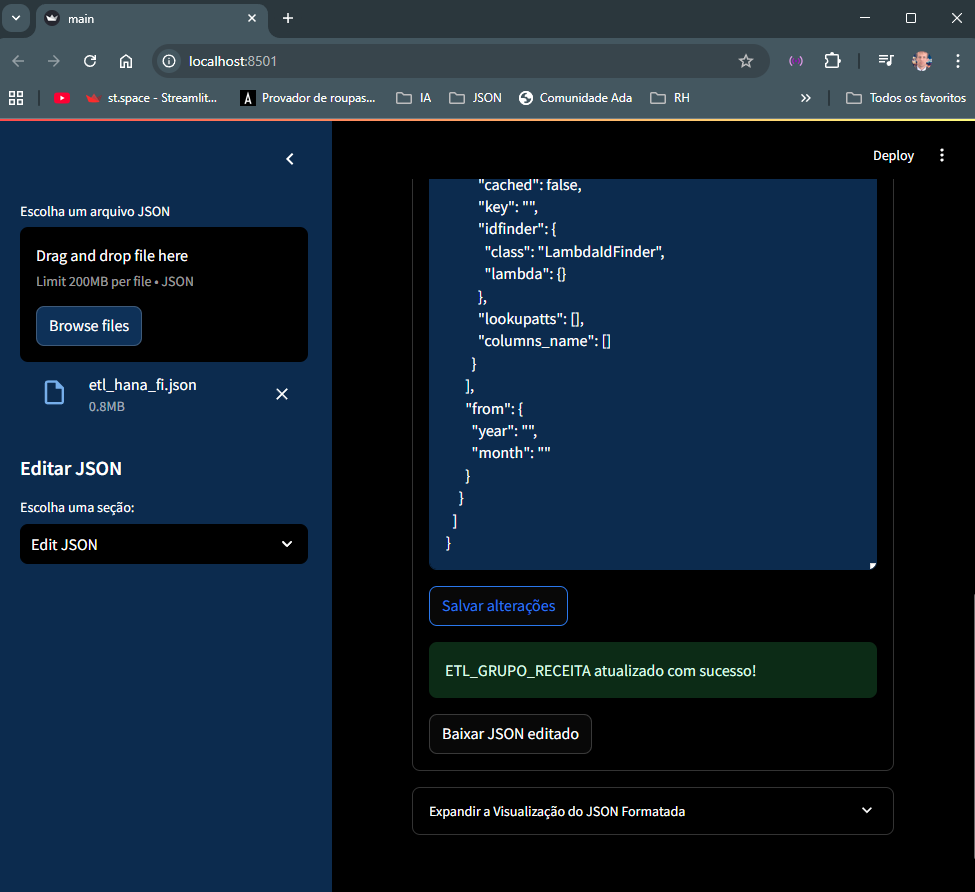 main
localhost:8501
st.space - Streamlit...
Provador de roupas...
IA
JSON
Comunidade Ada
RH
Todos os favoritos
Deploy
Escolha um arquivo JSON
Drag and drop file here
Limit 200MB per file • JSON
Browse files
etl_hana_fi.json
0.8MB
Editar JSON
Escolha uma seção:
Edit JSON
"cached": false,
"key": "",
"idfinder": {
"class": "LambdaIdFinder",
"lambda": {}
},
"lookupatts": [],
"columns_name": []
}
],
"from": {
"year": "",
"month": ""
}
}
]
}
Salvar alterações
ETL_GRUPO_RECEITA atualizado com sucesso!
Baixar JSON editado
Expandir a Visualização do JSON Formatada